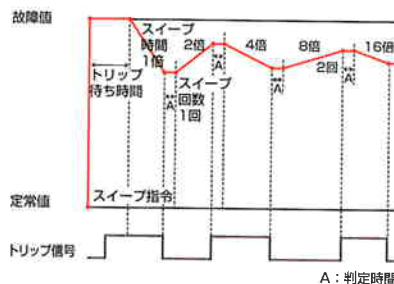 故障値
スイープ
時間
1倍
2倍
4倍
8倍
16倍
トリップ
待ち時間
A
スイープ
回数
1回
A
A
2回
A
定常値
スイープ指令
トリップ信号
A：判定時間